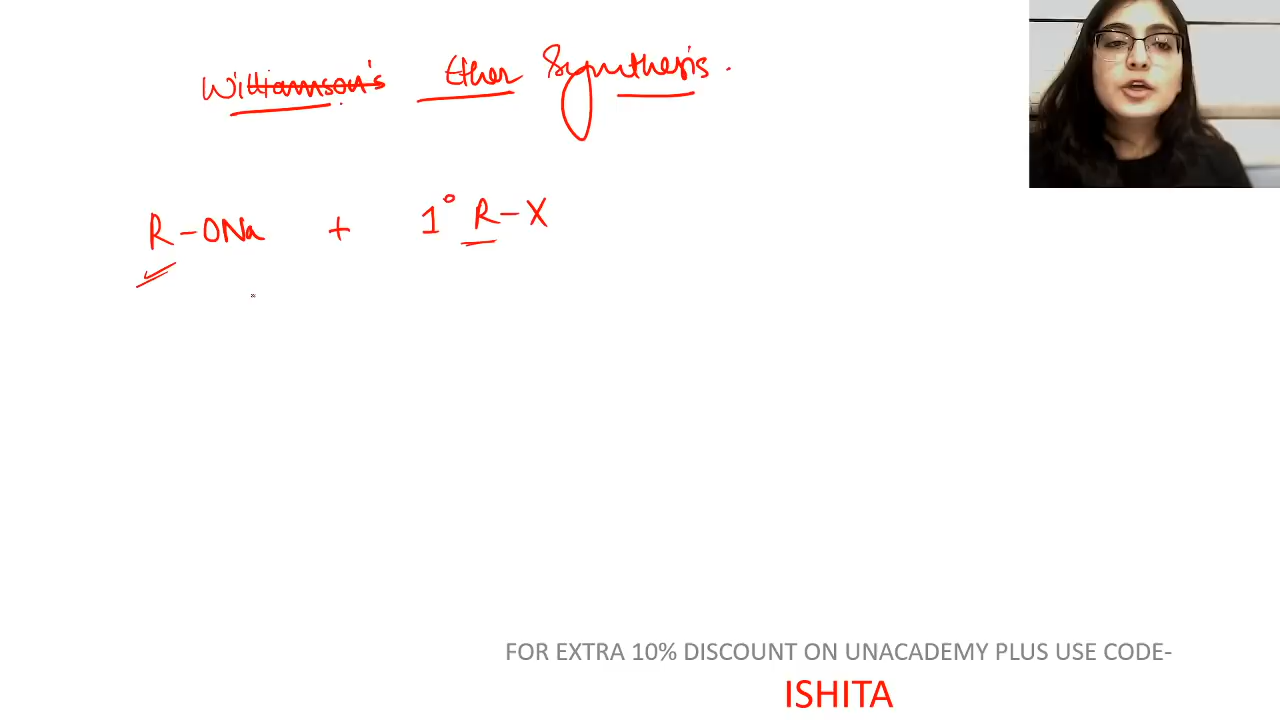 Williamson's Ether Synthesis.
R-ONa + 1° R-X
FOR EXTRA 10% DISCOUNT ON UNACADEMY PLUS USE CODE-
ISHITA